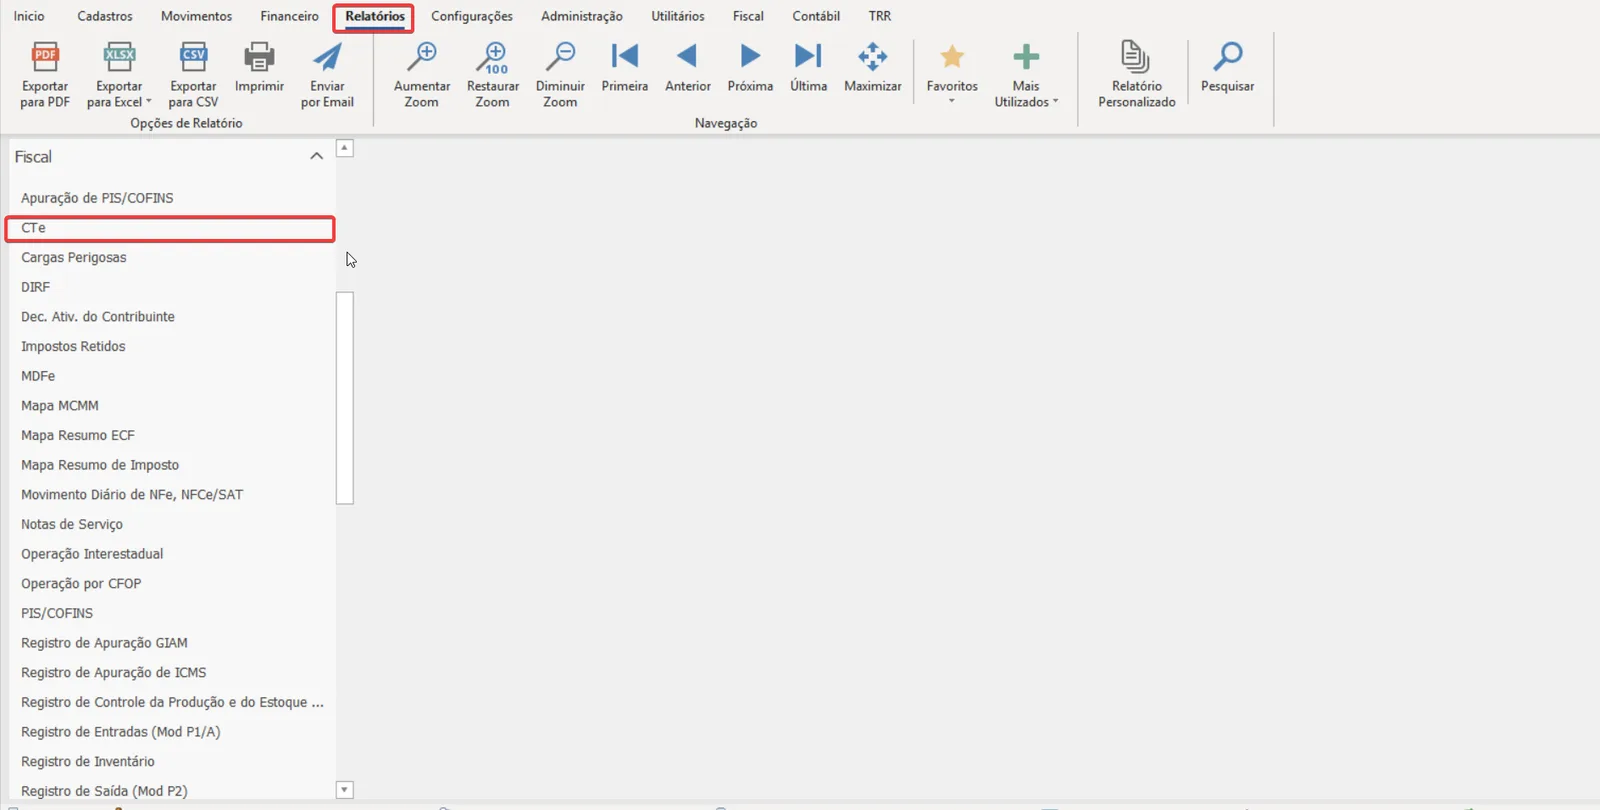 Inicio Cadastros Movimentos Financeiro Relatórios Configurações Administração Utilitários Fiscal Contábil TRR
PDF XLSX CSV 100
Exportar Exportar Exportar Imprimir Enviar Aumentar Restaurar Diminuir Primeira Anterior Próxima Última Maximizar Favoritos Mais Relatório Pesquisar
para PDF para Excel para CSV por Email Zoom Zoom Zoom Utilizados Personalizado
Opções de Relatório Navegação
Fiscal
Apuração de PIS/COFINS
CTe
Cargas Perigosas
DIRF
Dec. Ativ. do Contribuinte
Impostos Retidos
MDFe
Mapa MCMM
Mapa Resumo ECF
Mapa Resumo de Imposto
Movimento Diário de NFe, NFCe/SAT
Notas de Serviço
Operação Interestadual
Operação por CFOP
PIS/COFINS
Registro de Apuração GIAM
Registro de Apuração de ICMS
Registro de Controle da Produção e do Estoque ...
Registro de Entradas (Mod P1/A)
Registro de Inventário
Registro de Saída (Mod P2)